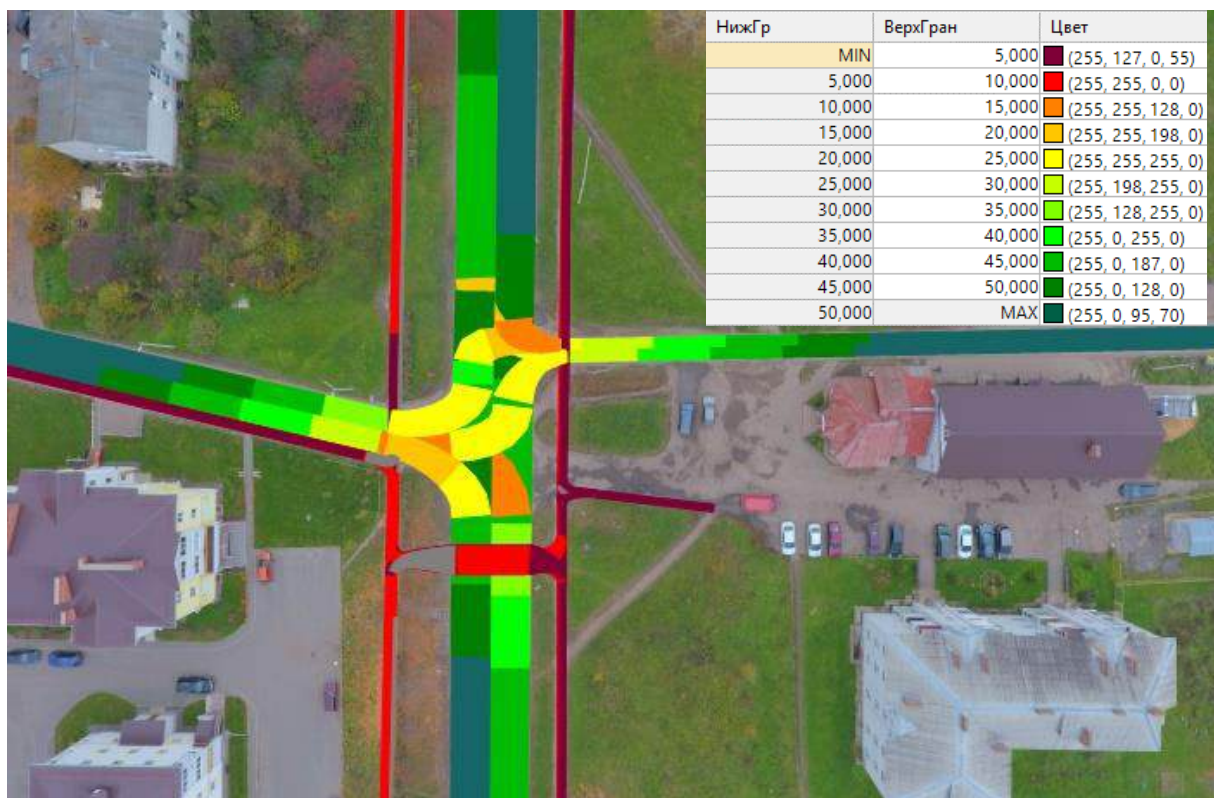 НижГр ВерхГран Цвет
MIN 5,000 (255, 127, 0, 55)
5,000 10,000 (255, 255, 0, 0)
10,000 15,000 (255, 255, 128, 0)
15,000 20,000 (255, 255, 198, 0)
20,000 25,000 (255, 255, 255, 0)
25,000 30,000 (255, 198, 255, 0)
30,000 35,000 (255, 128, 255, 0)
35,000 40,000 (255, 0, 255, 0)
40,000 45,000 (255, 0, 187, 0)
45,000 50,000 (255, 0, 128, 0)
50,000 MAX (255, 0, 95, 70)